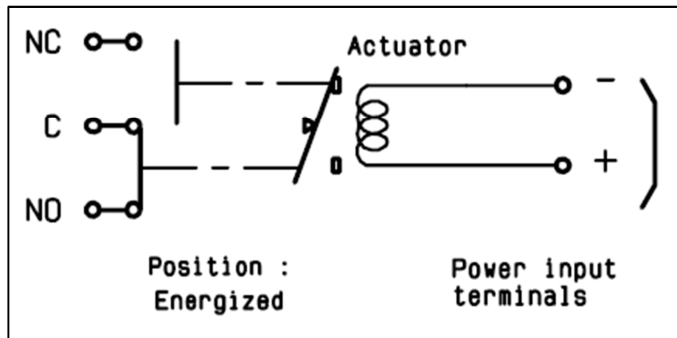 NC
Actuator
-
C
+
NO
Position :
Energized
Power input
terminals